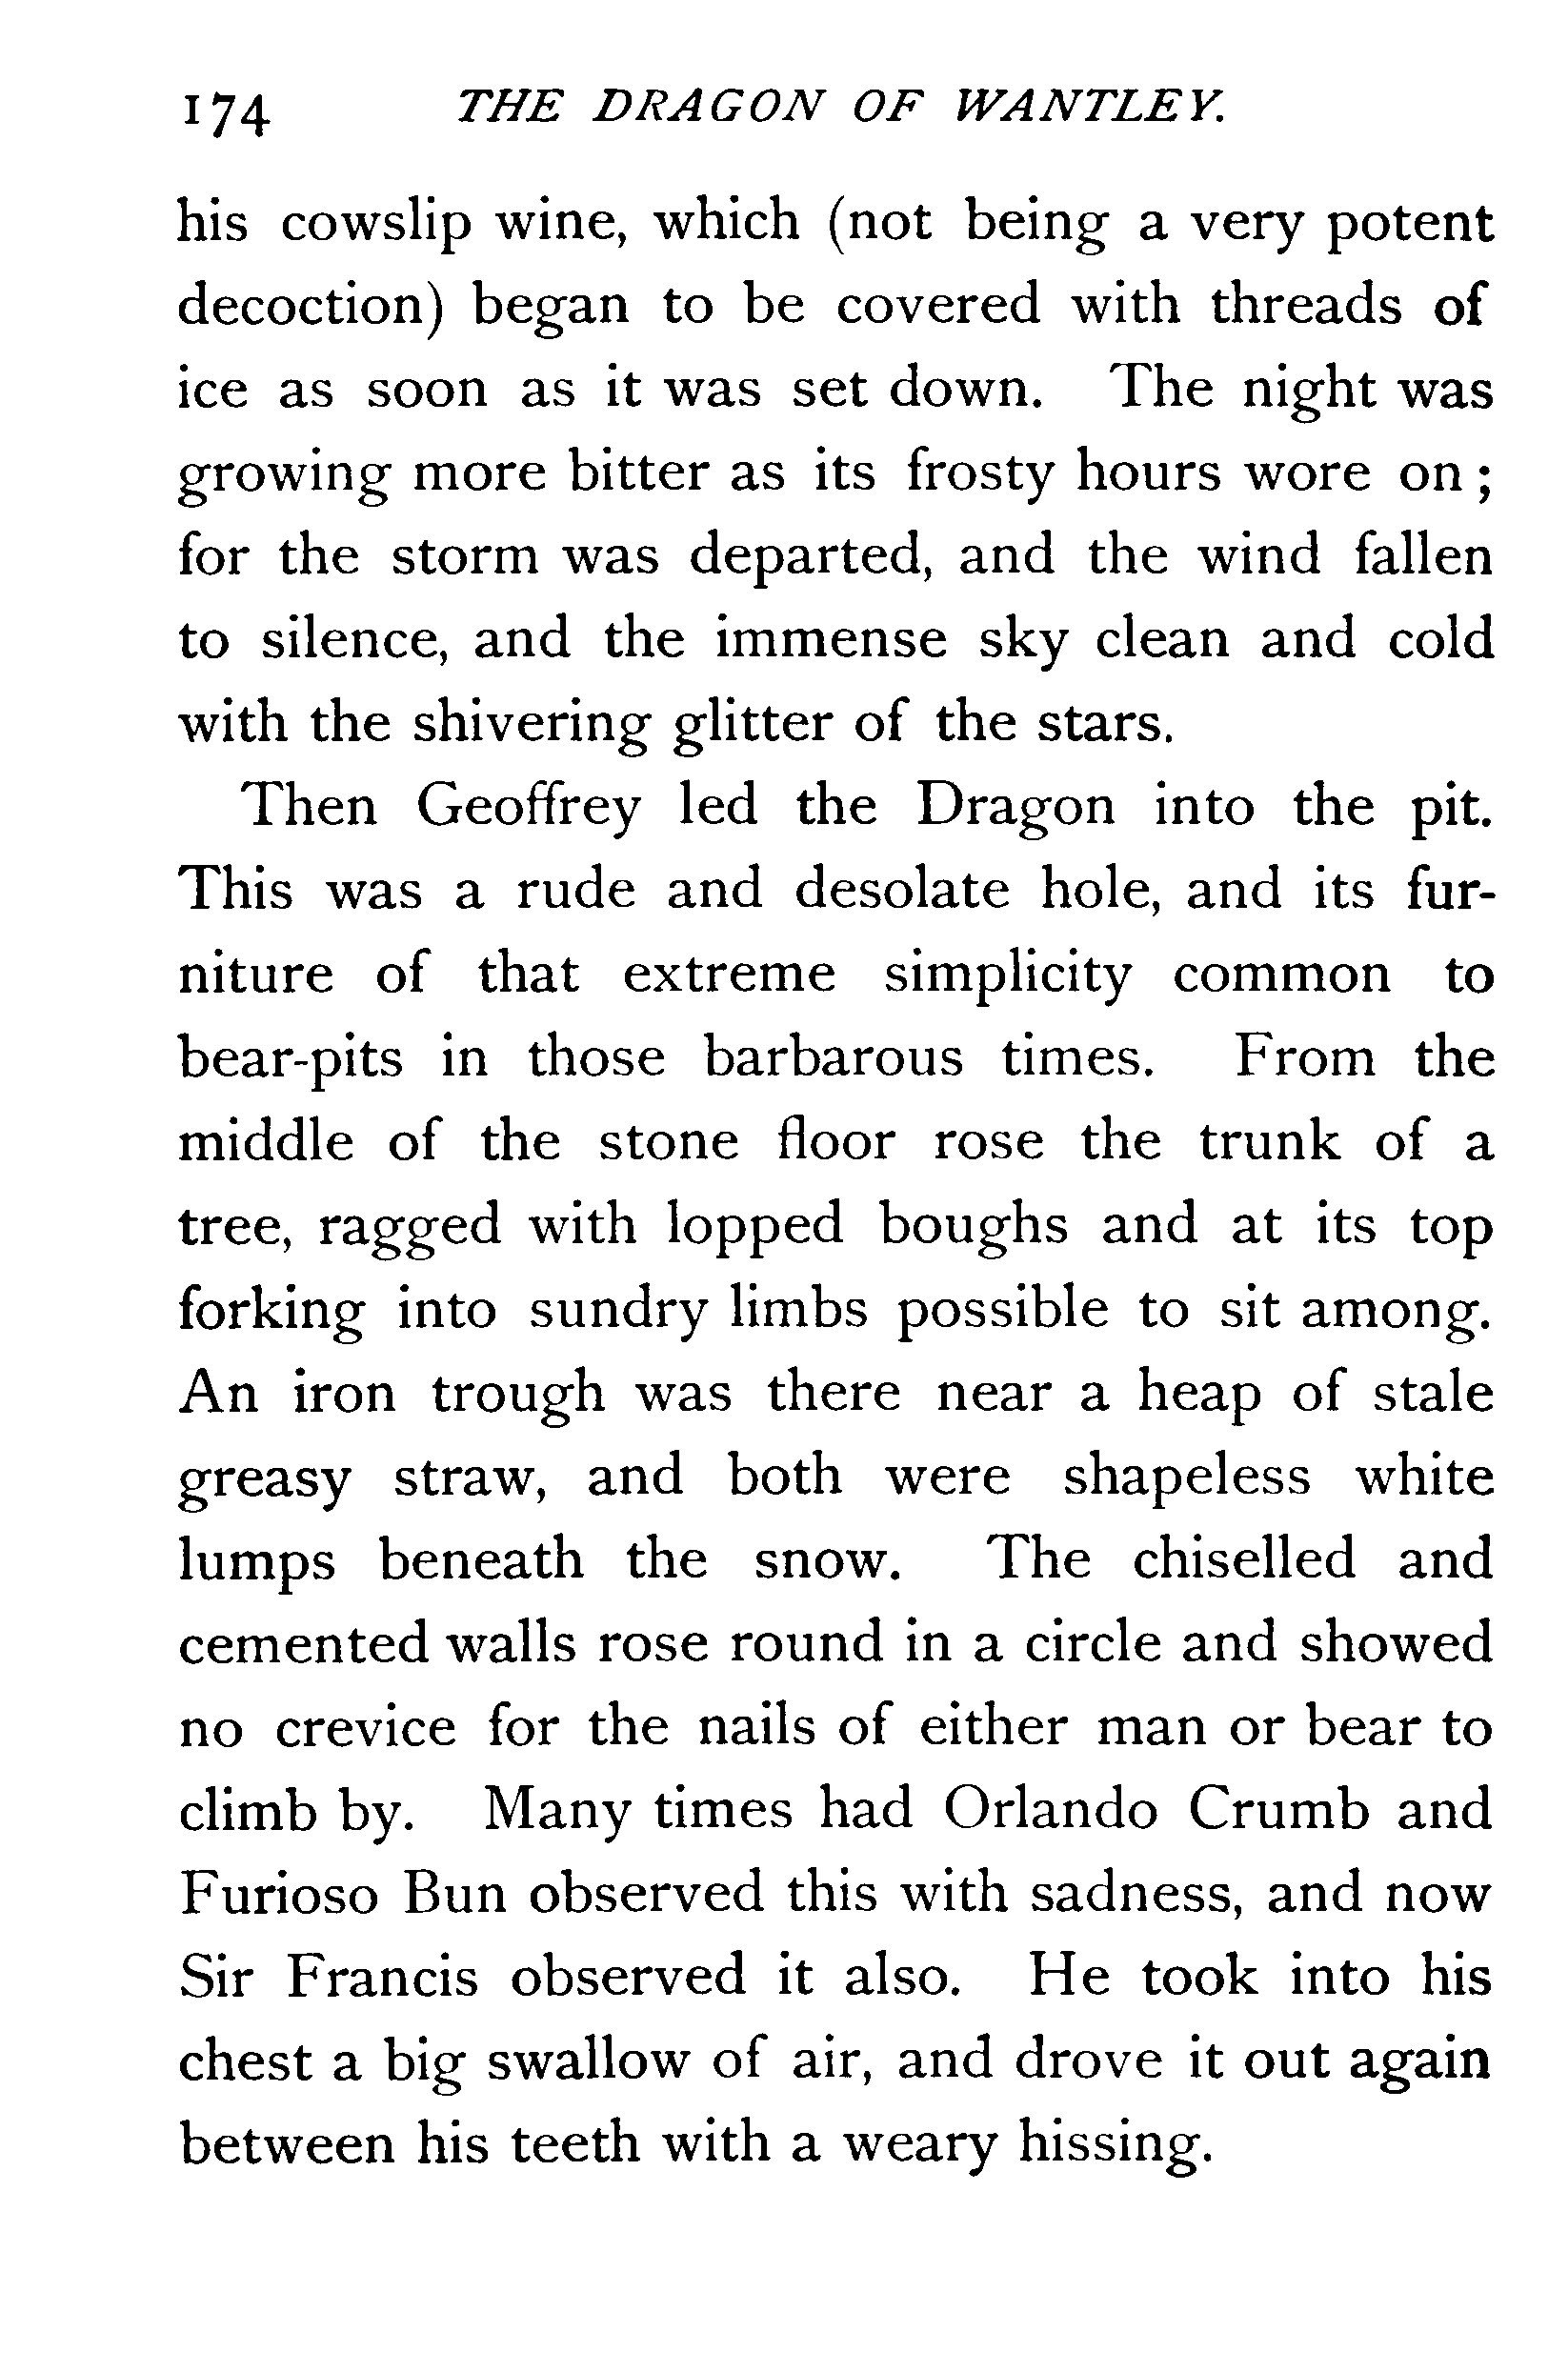 174 THE DRAGON OF WANTLEY.
his cowslip wine, which (not being a very potent
decoction) began to be covered with threads of
ice as soon as it was set down. The night was
growing more bitter as its frosty hours wore on ;
for the storm was departed, and the wind fallen
to silence, and the immense sky clean and cold
with the shivering glitter of the stars.
Then Geoffrey led the Dragon into the pit.
This was a rude and desolate hole, and its fur-
niture of that extreme simplicity common to
bear-pits in those barbarous times. From the
middle of the stone floor rose the trunk of a
tree, ragged with lopped boughs and at its top
forking into sundry limbs possible to sit among.
An iron trough was there near a heap of stale
greasy straw, and both were shapeless white
lumps beneath the snow. The chiselled and
cemented walls rose round in a circle and showed
no crevice for the nails of either man or bear to
climb by. Many times had Orlando Crumb and
Furioso Bun observed this with sadness, and now
Sir Francis observed it also. He took into his
chest a big swallow of air, and drove it out again
between his teeth with a weary hissing.